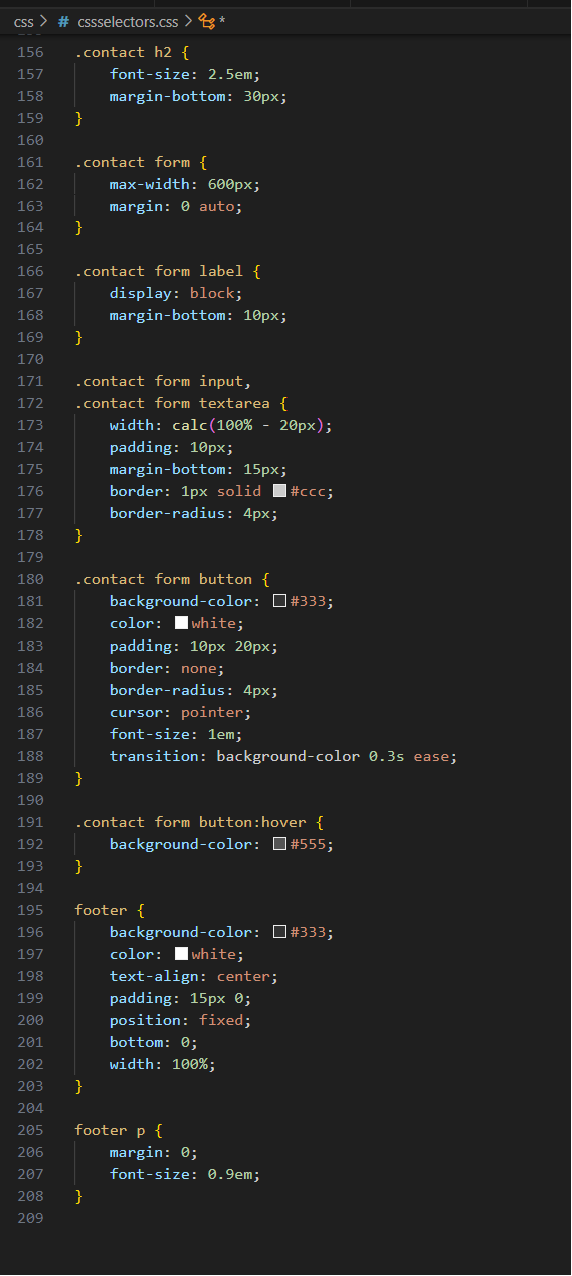 css > # cssselectors.css > *
156 .contact h2 {
157     font-size: 2.5em;
158     margin-bottom: 30px;
159 }
160
161 .contact form {
162     max-width: 600px;
163     margin: 0 auto;
164 }
165
166 .contact form label {
167     display: block;
168     margin-bottom: 10px;
169 }
170
171 .contact form input,
172 .contact form textarea {
173     width: calc(100% - 20px);
174     padding: 10px;
175     margin-bottom: 15px;
176     border: 1px solid #ccc;
177     border-radius: 4px;
178 }
179
180 .contact form button {
181     background-color: #333;
182     color: white;
183     padding: 10px 20px;
184     border: none;
185     border-radius: 4px;
186     cursor: pointer;
187     font-size: 1em;
188     transition: background-color 0.3s ease;
189 }
190
191 .contact form button:hover {
192     background-color: #555;
193 }
194
195 footer {
196     background-color: #333;
197     color: white;
198     text-align: center;
199     padding: 15px 0;
200     position: fixed;
201     bottom: 0;
202     width: 100%;
203 }
204
205 footer p {
206     margin: 0;
207     font-size: 0.9em;
208 }
209